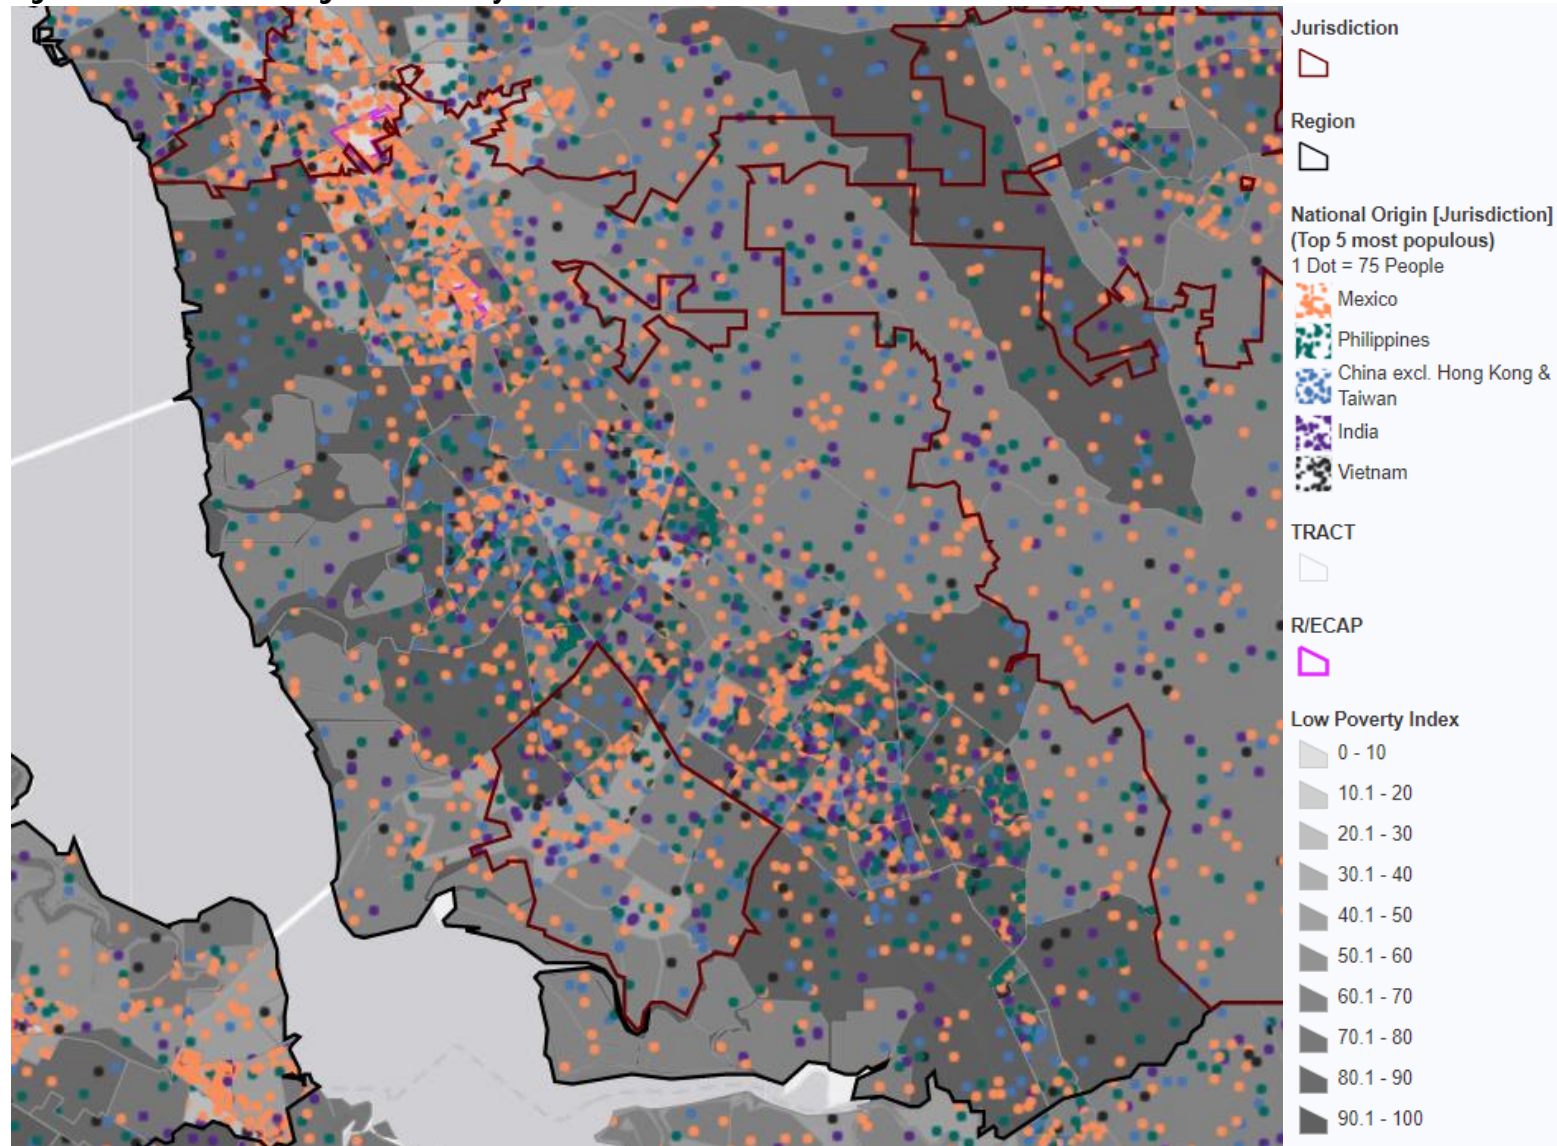 Jurisdiction
Region
National Origin [Jurisdiction]
(Top 5 most populous)
1 Dot = 75 People
Mexico
Philippines
China excl. Hong Kong &
Taiwan
India
Vietnam
TRACT
R/ECAP
Low Poverty Index
0 - 10
10.1 - 20
20.1 - 30
30.1 - 40
40.1 - 50
50.1 - 60
60.1 - 70
70.1 - 80
80.1 - 90
90.1 - 100